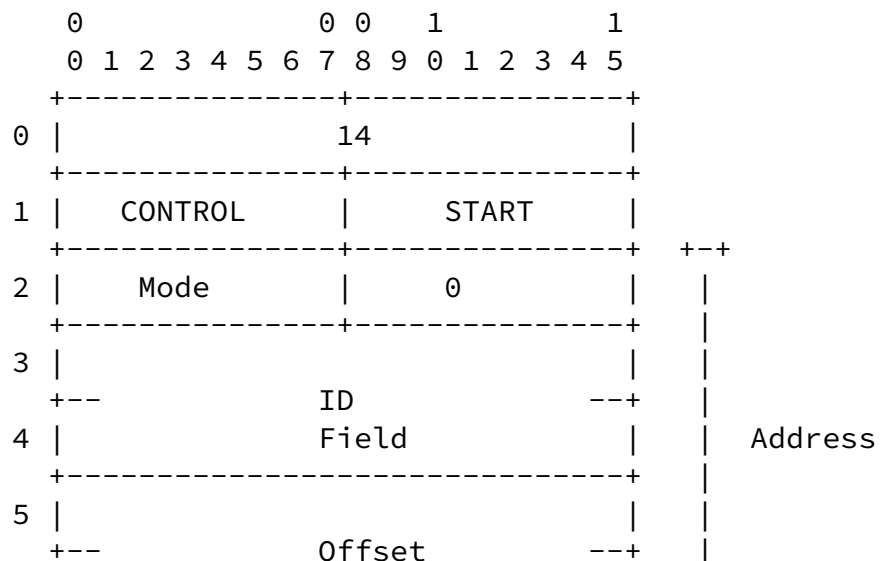 0             0 0   1         1
     0 1 2 3 4 5 6 7 8 9 0 1 2 3 4 5
    +---------------+---------------+
0 |               14              |
    +---------------+---------------+
1 |   CONTROL     |     START     |
    +---------------+---------------+  +-+
2 |    Mode       |     0         |   |
    +---------------+---------------+   |
3 |                               |   |
    +--            ID             --+   |
4 |              Field            |   |  Address
    +-------------------------------+   |
5 |                               |   |
    +--            Offset         --+   |